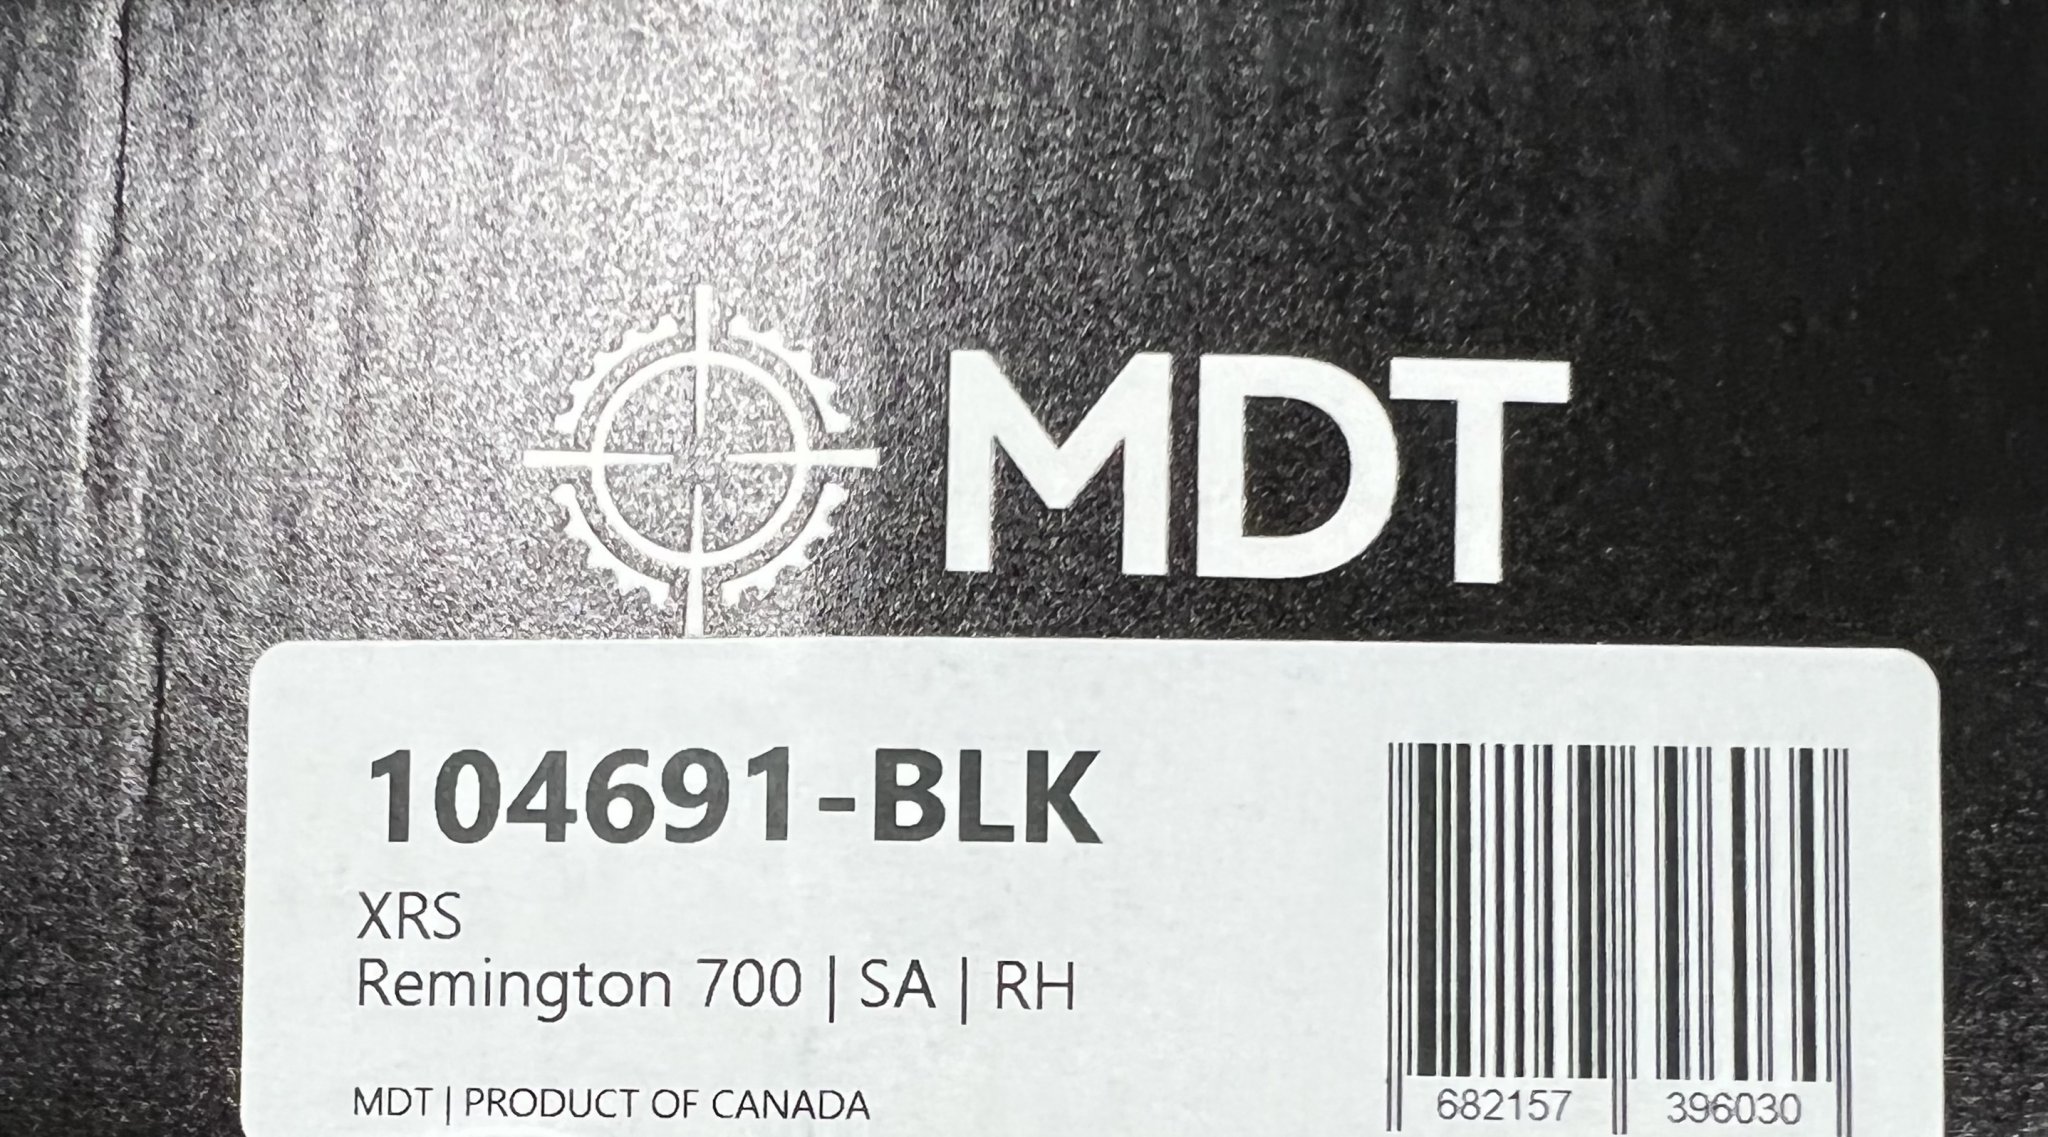 MDT
104691-BLK
XRS
Remington 700 | SA | RH
MDT | PRODUCT OF CANADA
682157 396030